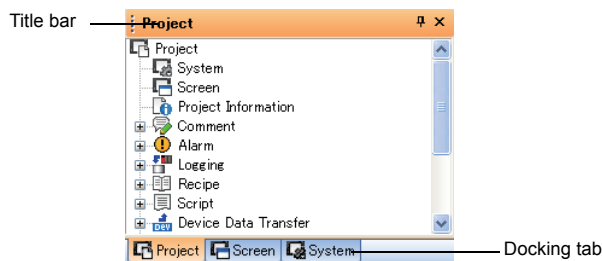 Title bar
Project
Project
System
Screen
Project Information
Comment
Alarm
Logging
Recipe
Script
Dev Device Data Transfer
Project Screen System
Docking tab